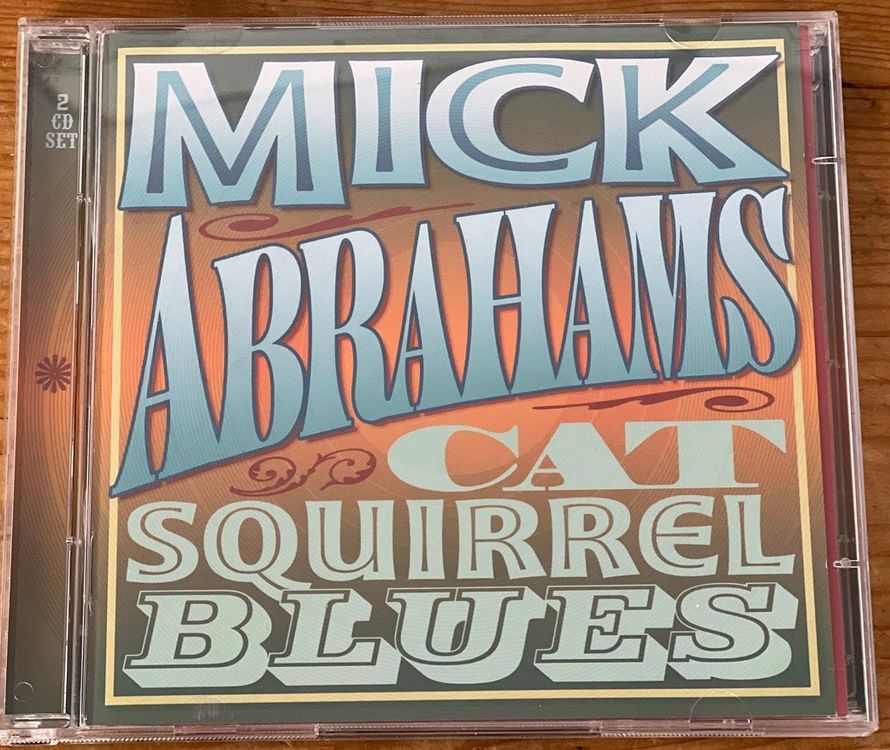 2
CD
SET
MICK
ABRAHAMS
CAT
SQUIRREL
BLUES